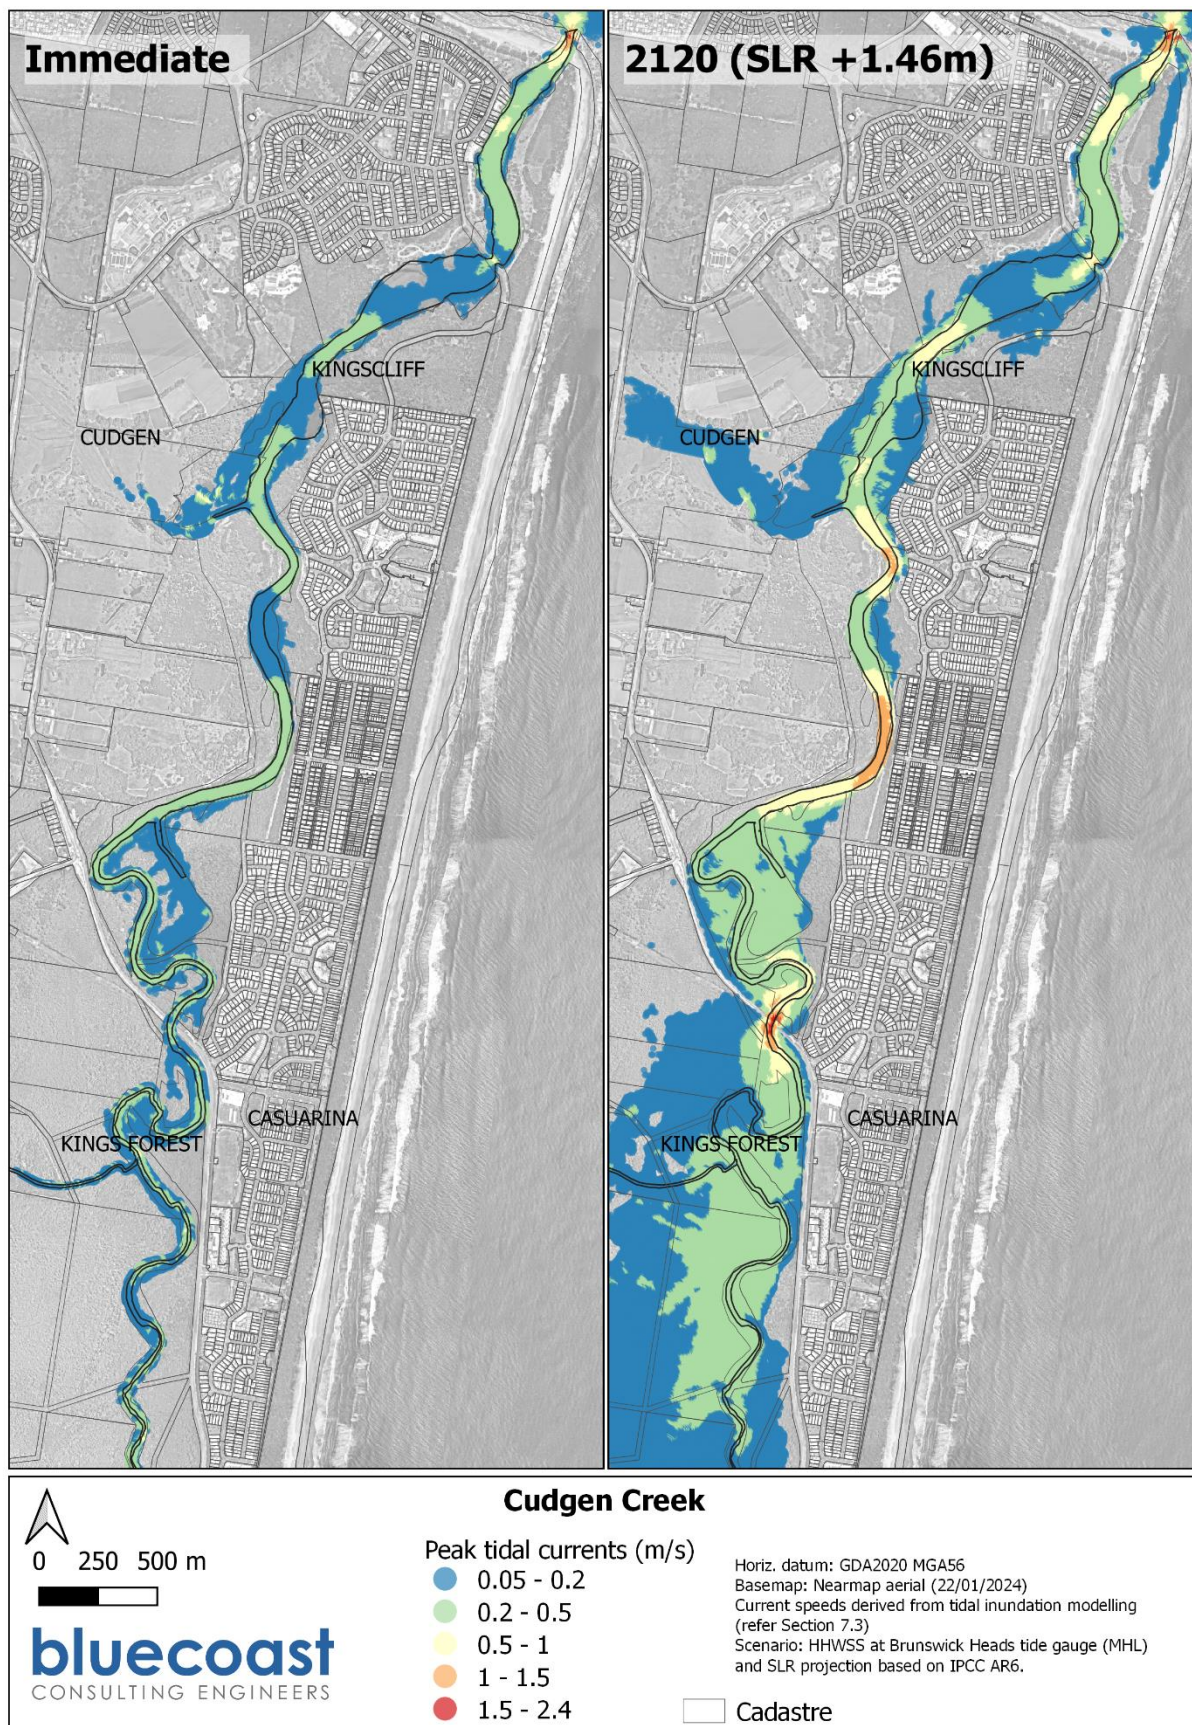 Immediate
2120 (SLR +1.46m)
KINGSCLIFF
CUDGEN
KINGS FOREST
CASUARINA
KINGSCLIFF
CUDGEN
KINGS FOREST
CASUARINA
Cudgen Creek
0 250 500 m
bluecoast
CONSULTING ENGINEERS
Peak tidal currents (m/s)
0.05 - 0.2
0.2 - 0.5
0.5 - 1
1 - 1.5
1.5 - 2.4
Horiz. datum: GDA2020 MGA56
Basemap: Nearmap aerial (22/01/2024)
Current speeds derived from tidal inundation modelling
(refer Section 7.3)
Scenario: HHWSS at Brunswick Heads tide gauge (MHL)
and SLR projection based on IPCC AR6.
Cadastre